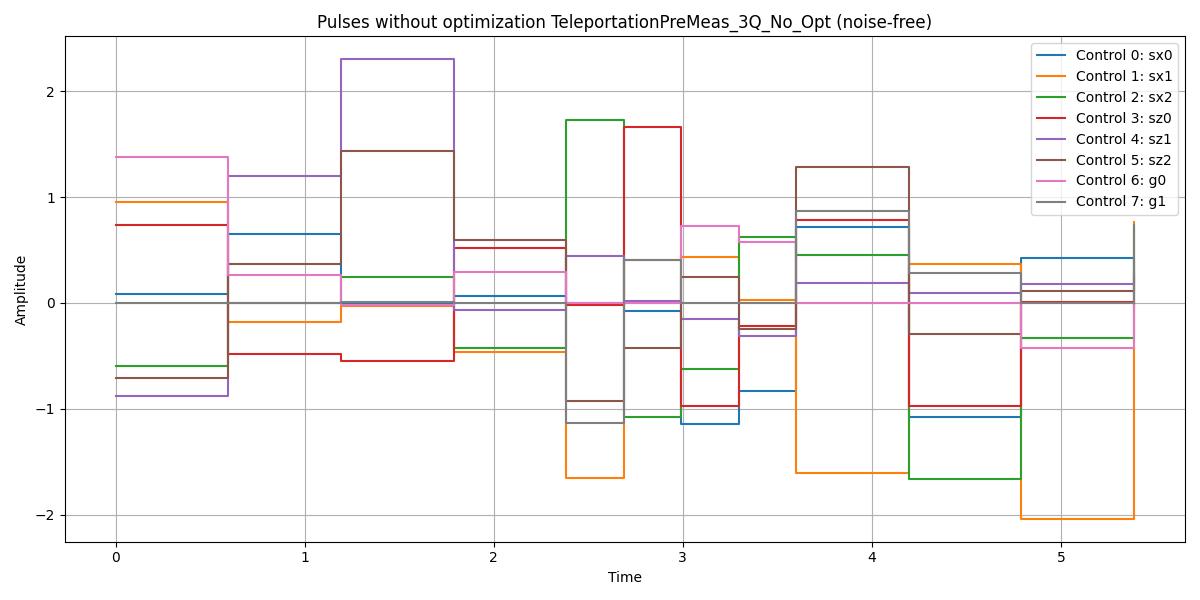 Pulses without optimization TeleportationPreMeas_3Q_No_Opt (noise-free)
Amplitude
2
1
0
−1
−2
0 1 2 3 4 5
Time
Control 0: sx0
Control 1: sx1
Control 2: sx2
Control 3: sz0
Control 4: sz1
Control 5: sz2
Control 6: g0
Control 7: g1